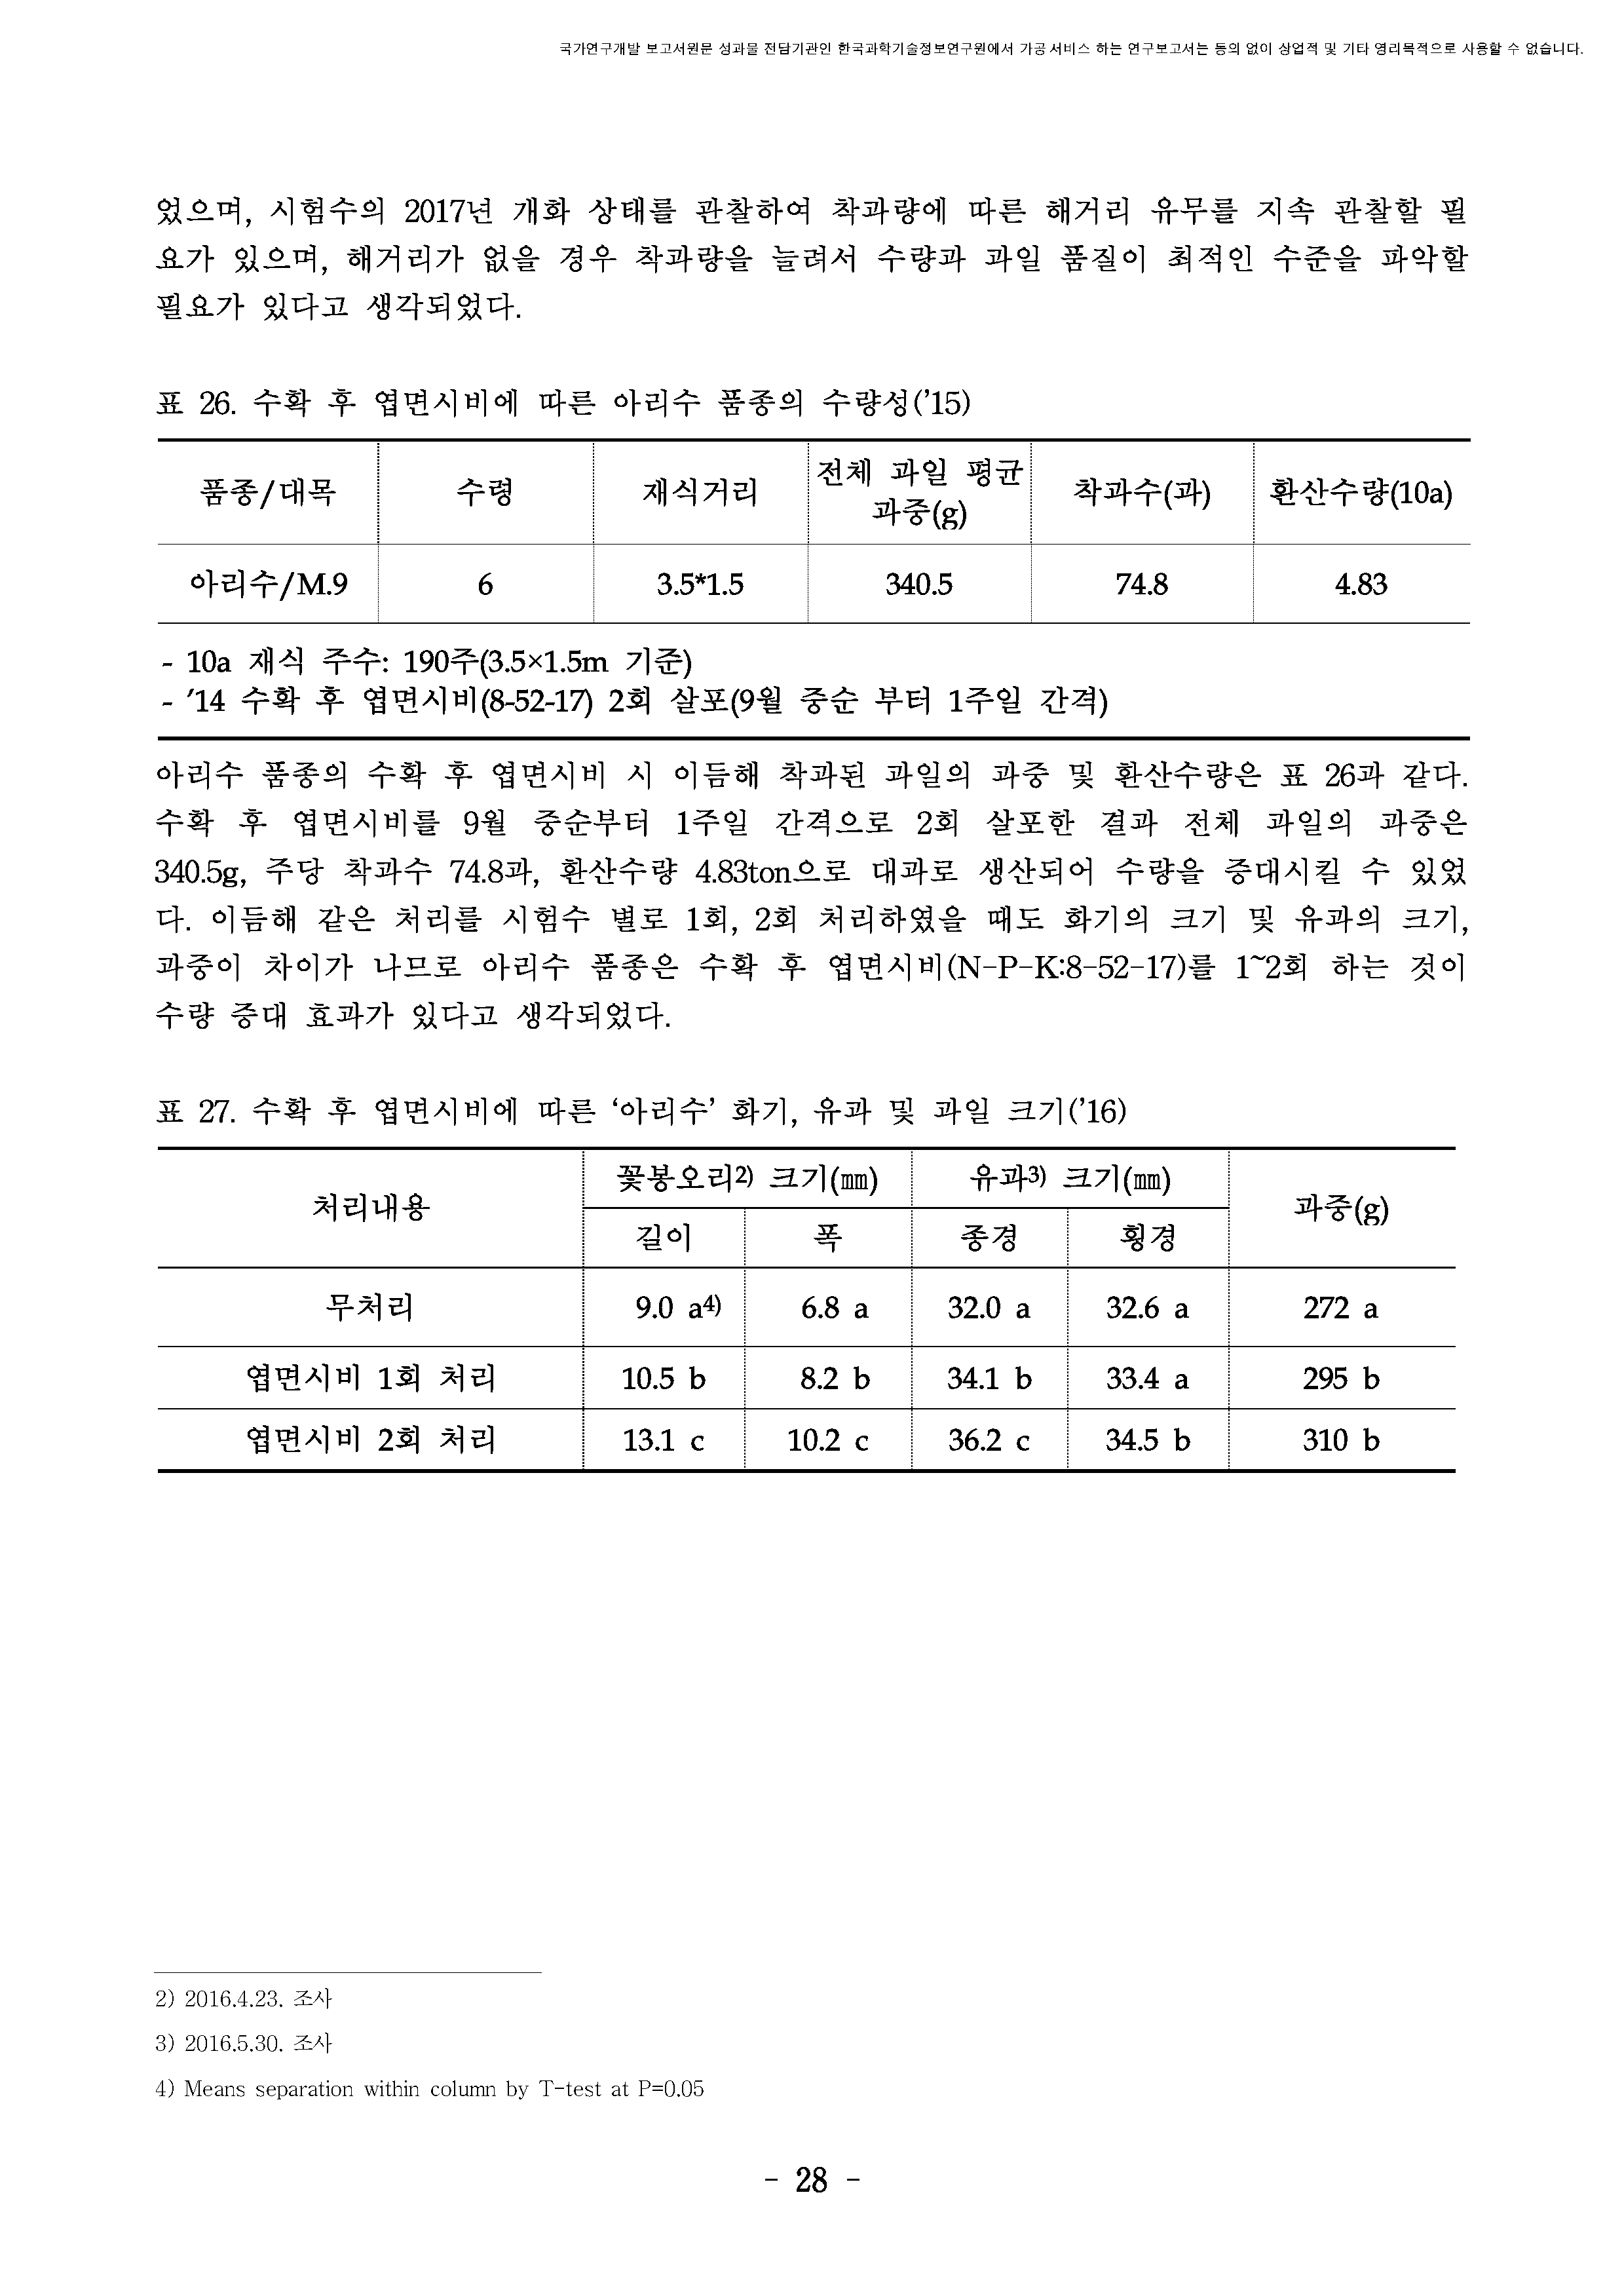 국가연구개발 보고서원문 성과물 전담기관인 한국과학기술정보연구원에서 가공·서비스 하는 연구보고서는 동의 없이 상업적 및 기타 영리목적으로 사용할 수 없습니다.
었으며, 시험수의 2017년 개화 상태를 관찰하여 착과량에 따른 해거리 유무를 지속 관찰할 필
요가 있으며, 해거리가 없을 경우 착과량을 늘려서 수량과 과일 품질이 최적인 수준을 파악할
필요가 있다고 생각되었다.
표 26. 수확 후 엽면시비에 따른 아리수 품종의 수량성('15)
품종/대목 수령 재식거리 전체 과일 평균 과중(g) 착과수(과) 환산수량(10a)
아리수/M.9 6 3.5*1.5 340.5 74.8 4.83
- 10a 재식 주수: 190주(3.5×1.5m 기준)
- '14 수확 후 엽면시비(8-52-17) 2회 살포(9월 중순 부터 1주일 간격)
아리수 품종의 수확 후 엽면시비 시 이듬해 착과된 과일의 과중 및 환산수량은 표 26과 같다.
수확 후 엽면시비를 9월 중순부터 1주일 간격으로 2회 살포한 결과 전체 과일의 과중은
340.5g, 주당 착과수 74.8과, 환산수량 4.83ton으로 대과로 생산되어 수량을 증대시킬 수 있었
다. 이듬해 같은 처리를 시험수 별로 1회, 2회 처리하였을 때도 화기의 크기 및 유과의 크기,
과중이 차이가 나므로 아리수 품종은 수확 후 엽면시비(N-P-K:8-52-17)를 1~2회 하는 것이
수량 증대 효과가 있다고 생각되었다.
표 27. 수확 후 엽면시비에 따른 ‘아리수’ 화기, 유과 및 과일 크기('16)
처리내용 꽃봉오리2) 크기(㎜) 유과3) 크기(㎜) 과중(g)
길이 폭 종경 횡경
무처리 9.0 a4) 6.8 a 32.0 a 32.6 a 272 a
엽면시비 1회 처리 10.5 b 8.2 b 34.1 b 33.4 a 295 b
엽면시비 2회 처리 13.1 c 10.2 c 36.2 c 34.5 b 310 b
2) 2016.4.23. 조사
3) 2016.5.30. 조사
4) Means separation within column by T-test at P=0.05
- 28 -